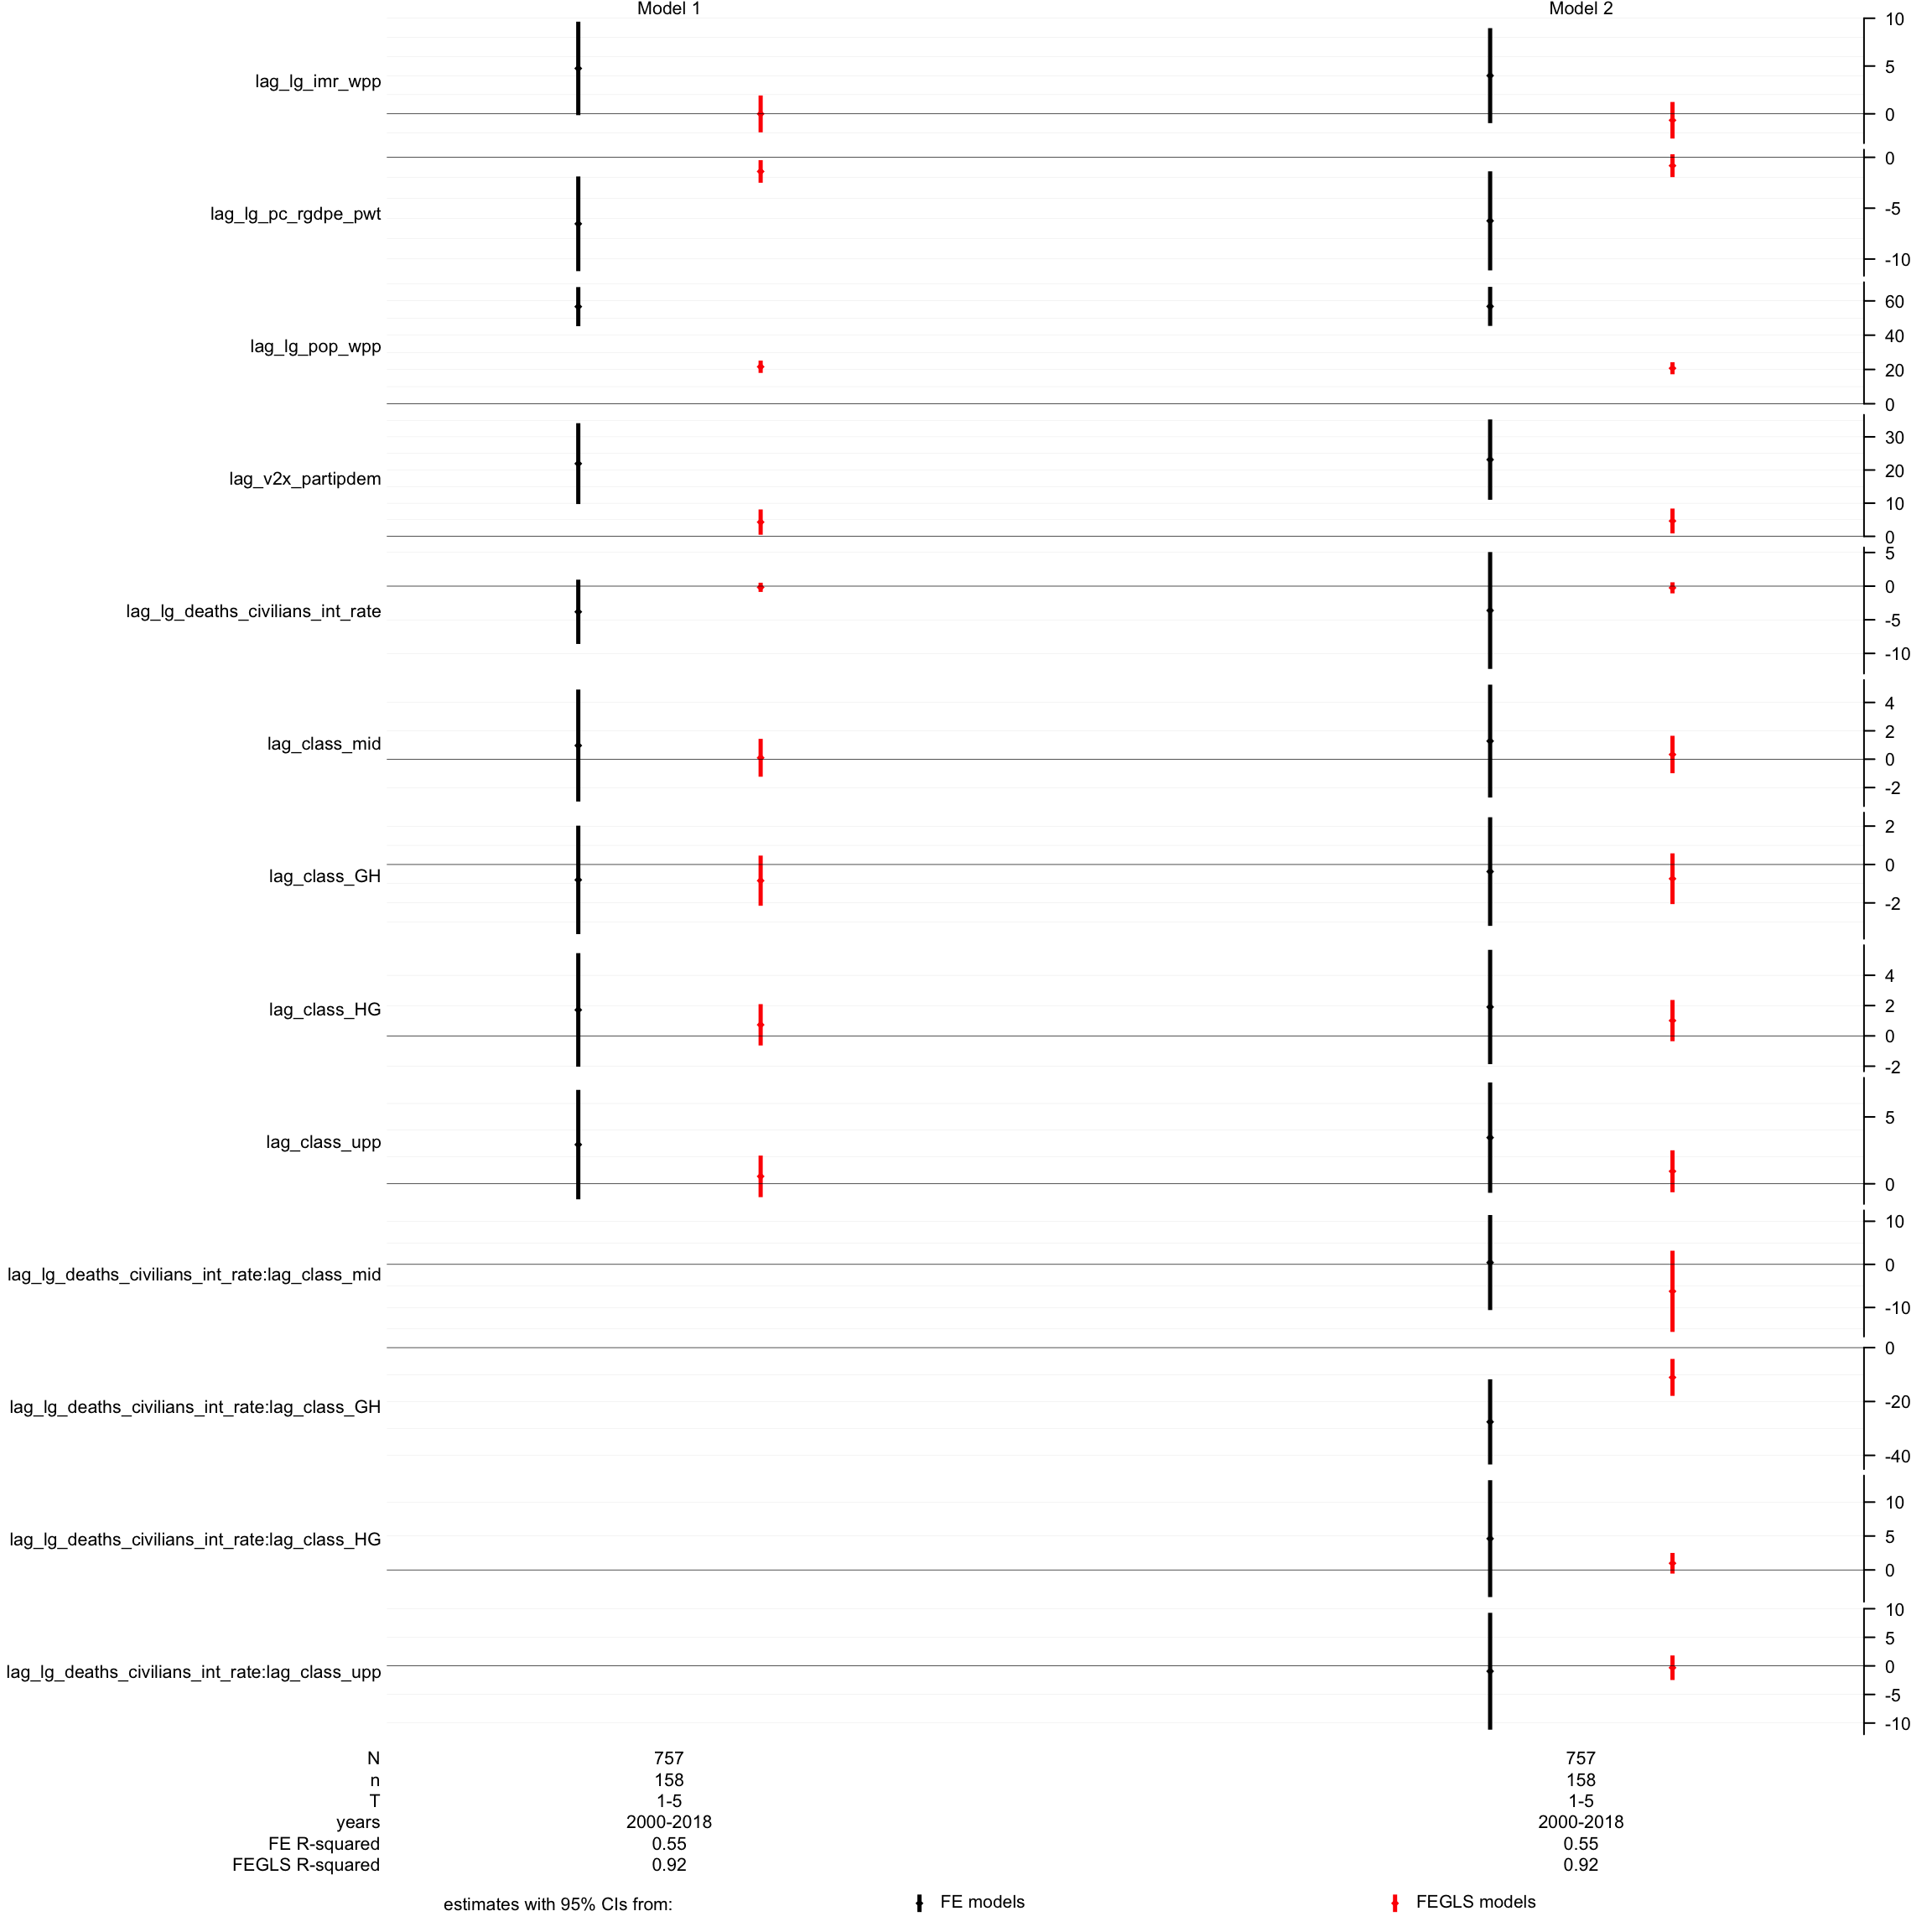 Model 1 Model 2
lag_lg_imr_wpp
10
5
0
lag_lg_pc_rgdpe_pwt
0
-5
-10
lag_lg_pop_wpp
60
40
20
0
lag_v2x_partipdem
30
20
10
0
lag_lg_deaths_civilians_int_rate
5
0
-5
-10
lag_class_mid
4
2
0
-2
lag_class_GH
2
0
-2
lag_class_HG
4
2
0
-2
lag_class_upp
5
0
lag_lg_deaths_civilians_int_rate:lag_class_mid
10
0
-10
lag_lg_deaths_civilians_int_rate:lag_class_GH
0
-20
-40
lag_lg_deaths_civilians_int_rate:lag_class_HG
10
5
0
lag_lg_deaths_civilians_int_rate:lag_class_upp
10
5
0
-5
-10
N 757 757
n 158 158
T 1-5 1-5
years 2000-2018 2000-2018
FE R-squared 0.55 0.55
FEGLS R-squared 0.92 0.92
estimates with 95% CIs from: FE models FEGLS models